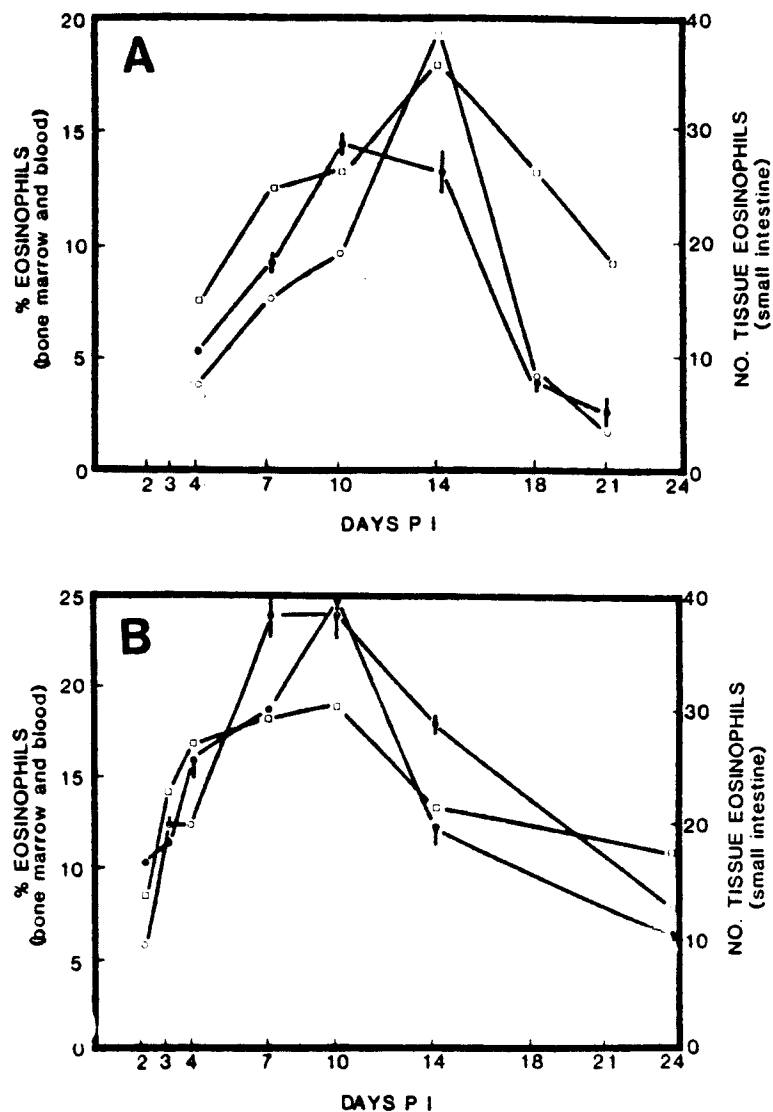 A
20
15
10
5
0
% EOSINOPHILS
(bone marrow and blood)
40
30
20
10
0
NO. TISSUE EOSINOPHILS
(small intestine)
2 3 4 7 10 14 18 21 24
DAYS P I
B
25
20
15
10
5
0
% EOSINOPHILS
(bone marrow and blood)
40
30
20
10
0
NO. TISSUE EOSINOPHILS
(small intestine)
2 3 4 7 10 14 18 21 24
DAYS P I